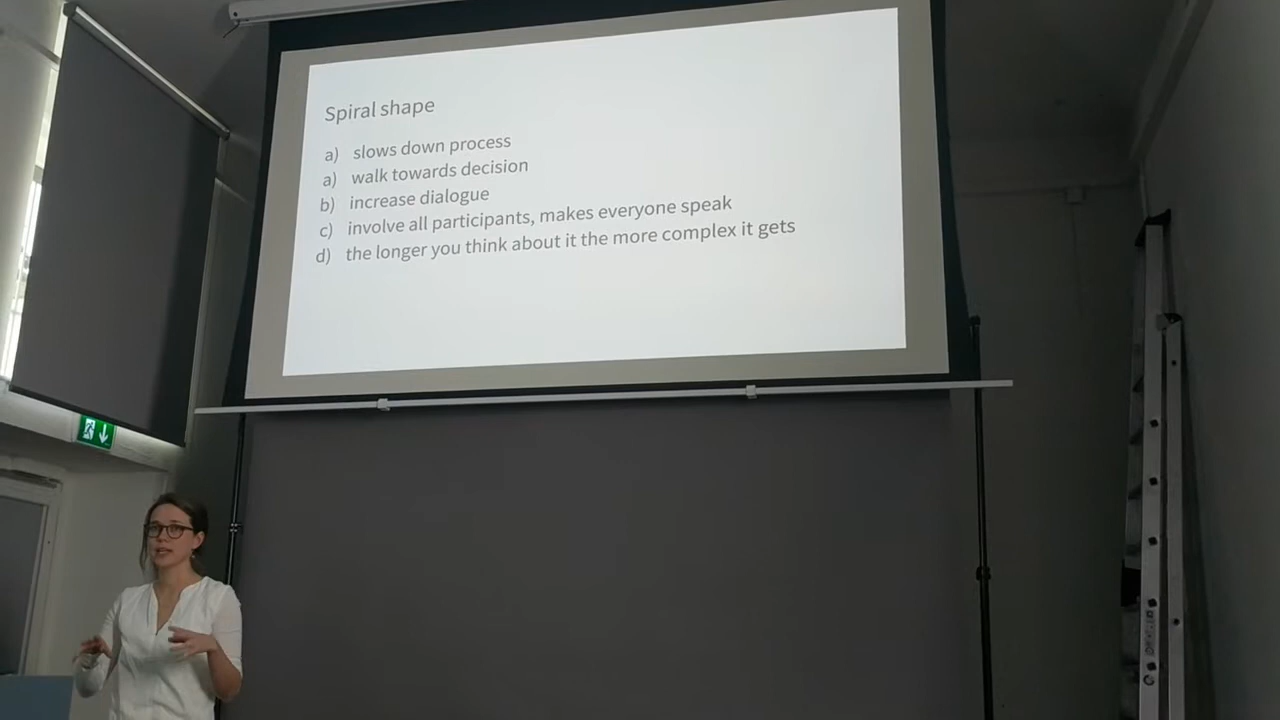 Spiral shape
a) slows down process
a) walk towards decision
b) increase dialogue
c) involve all participants, makes everyone speak
d) the longer you think about it the more complex it gets